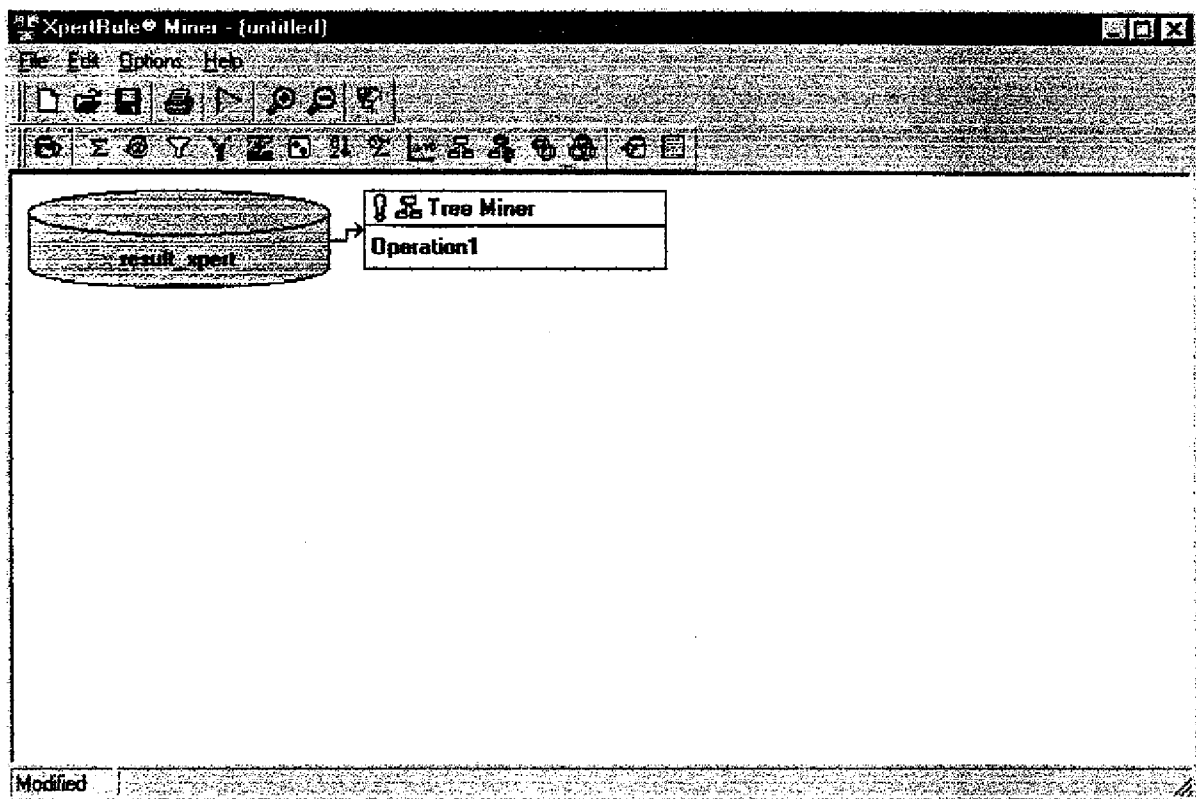 XpertRule® Miner - (untitled)
File Edit Options Help
Tree Miner
result_xpert
Operation1
Modified